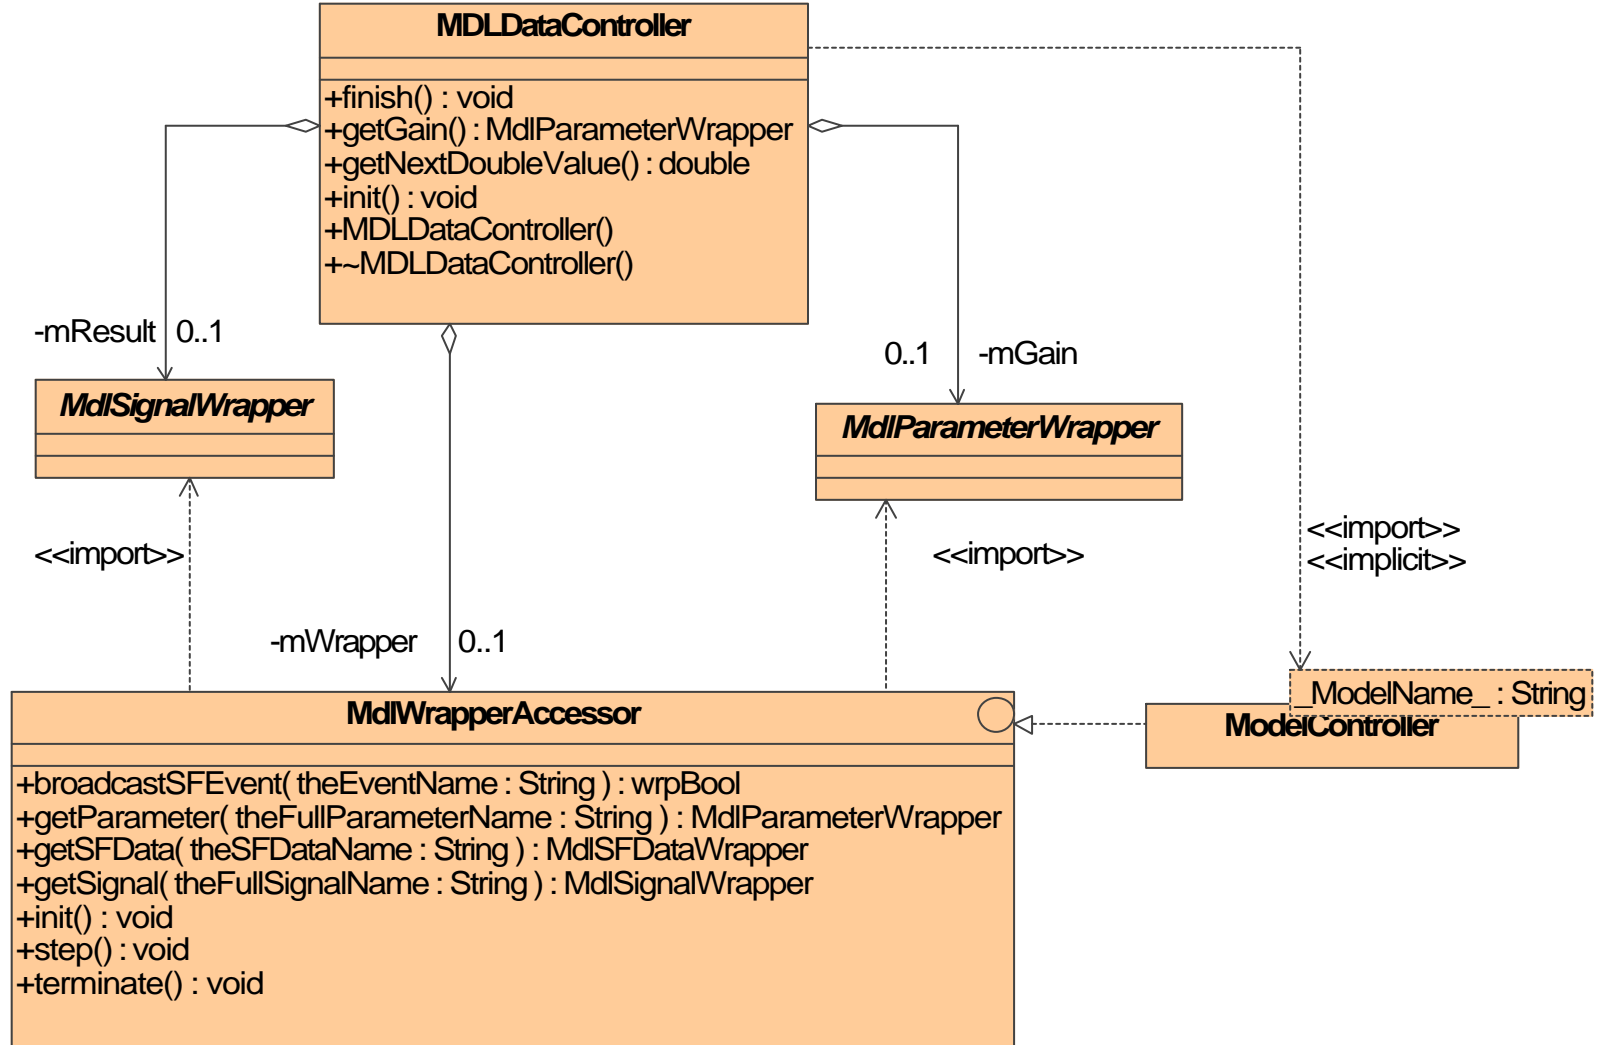 MDLDataController
+finish() : void
+getGain() : MdlParameterWrapper
+getNextDoubleValue() : double
+init() : void
+MDLDataController()
+~MDLDataController()
-mResult 0..1
0..1 -mGain
MdlSignalWrapper
MdlParameterWrapper
<<import>>
<<import>>
<<import>>
<<implicit>>
-mWrapper 0..1
_ModelName_ : String
MdlWrapperAccessor
ModelController
+broadcastSFEvent( theEventName : String ) : wrpBool
+getParameter( theFullParameterName : String ) : MdlParameterWrapper
+getSFData( theSFDataName : String ) : MdlSFDataWrapper
+getSignal( theFullSignalName : String ) : MdlSignalWrapper
+init() : void
+step() : void
+terminate() : void